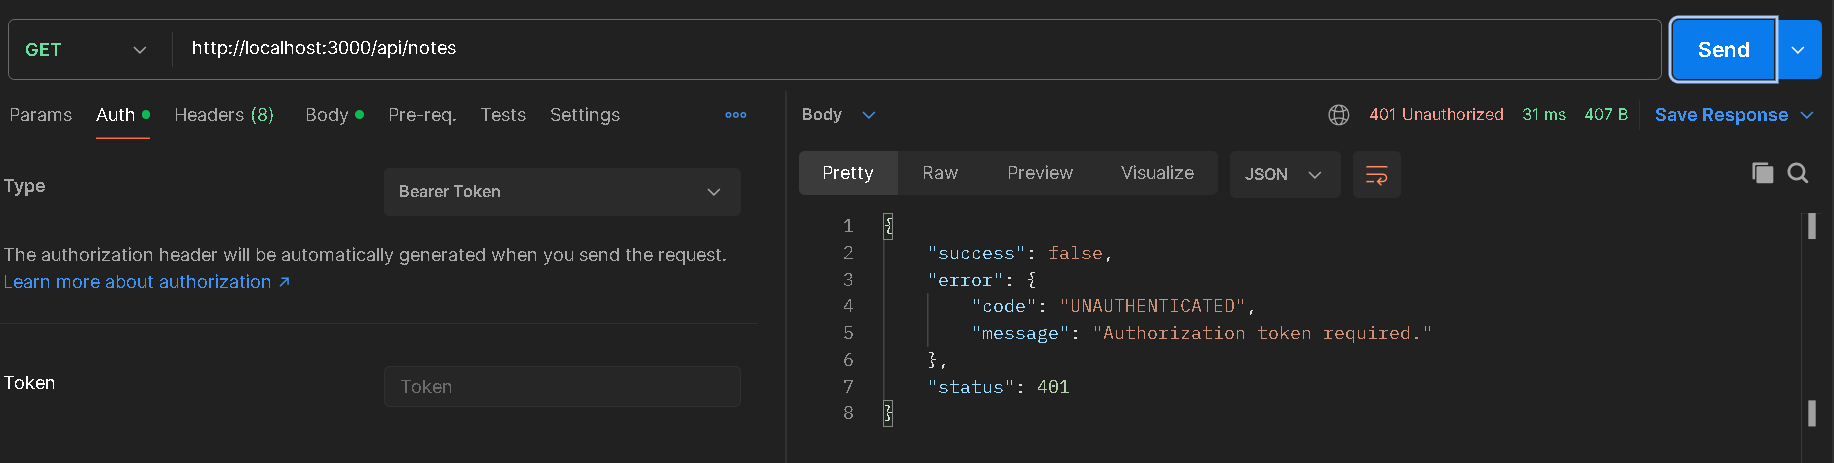 GET
http://localhost:3000/api/notes
Send
Params Auth Headers (8) Body Pre-req. Tests Settings
Type
Bearer Token
The authorization header will be automatically generated when you send the request.
Learn more about authorization ↗
Token
Token
Body
401 Unauthorized 31 ms 407 B Save Response
Pretty Raw Preview Visualize JSON
1 {
2 "success": false,
3 "error": {
4 "code": "UNAUTHENTICATED",
5 "message": "Authorization token required."
6 },
7 "status": 401
8 }